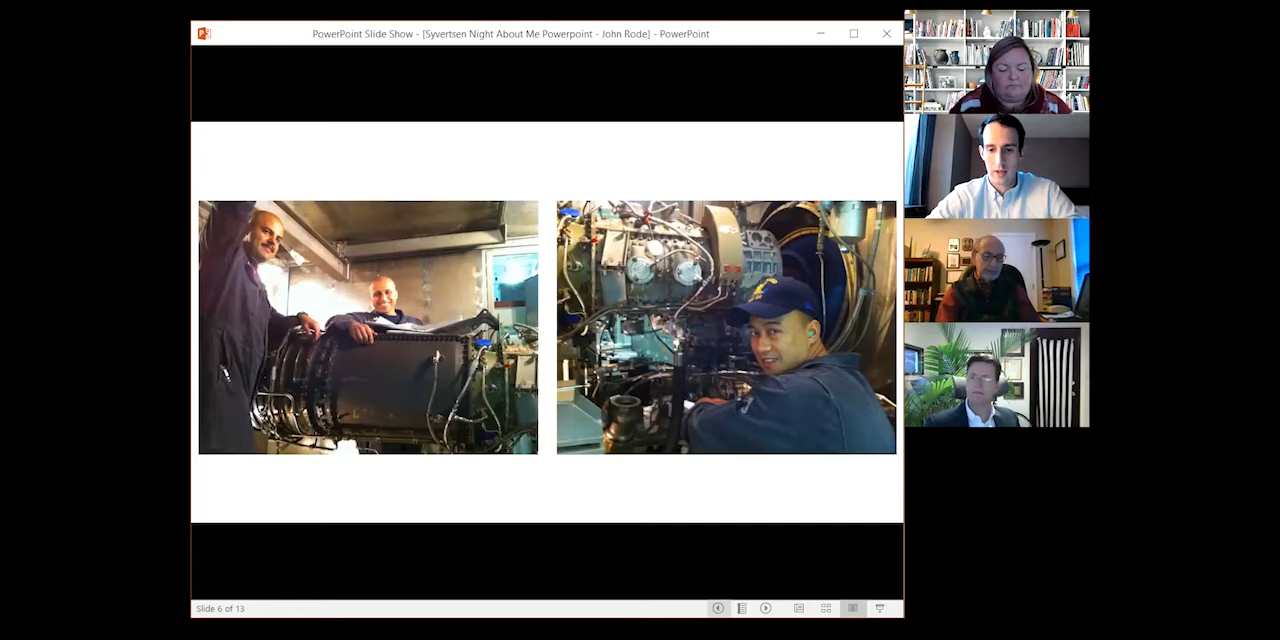 PowerPoint Slide Show - [Syvertsen Night About Me Powerpoint - John Rode] - PowerPoint
Slide 6 of 13